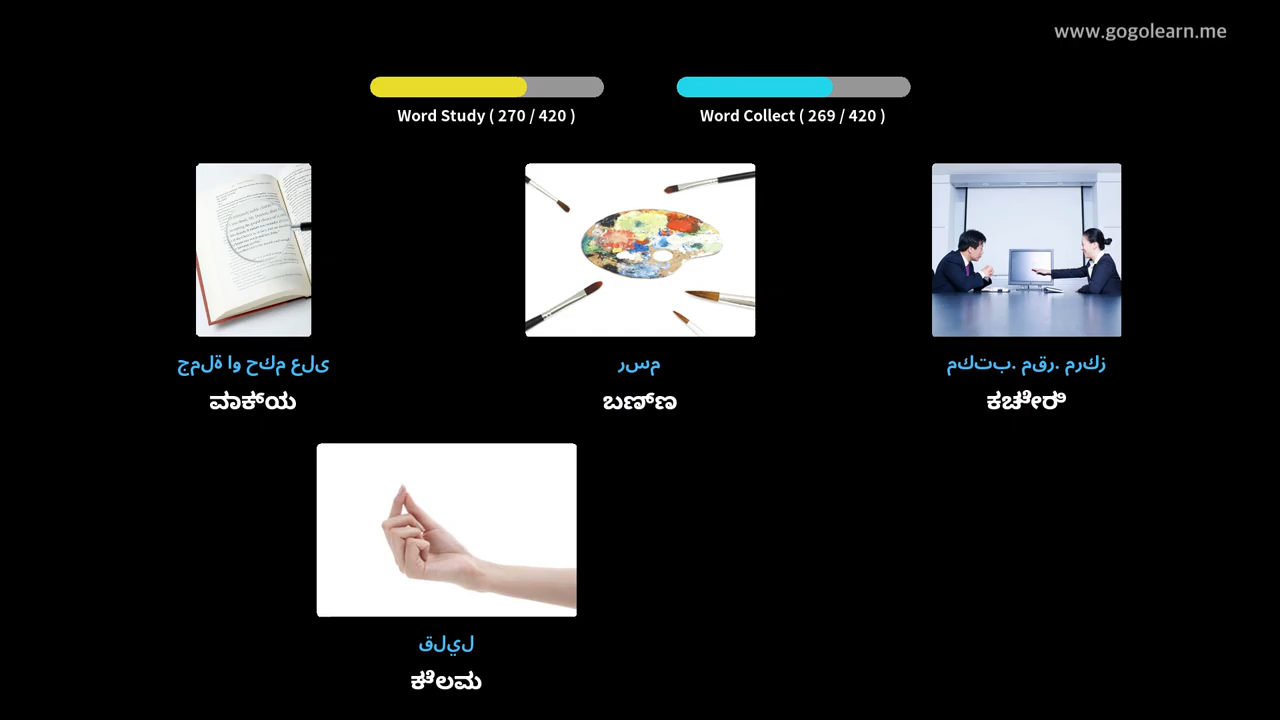 www.gogolearn.me
Word Study ( 270 / 420 )
Word Collect ( 269 / 420 )
جملة او حكم على
ವಾಕ್ಯ
رسم
ಬಣ್ಣ
مكتب. مقر. مركز
ಕಚೇರಿ
قليل
ಕೆಲಮ